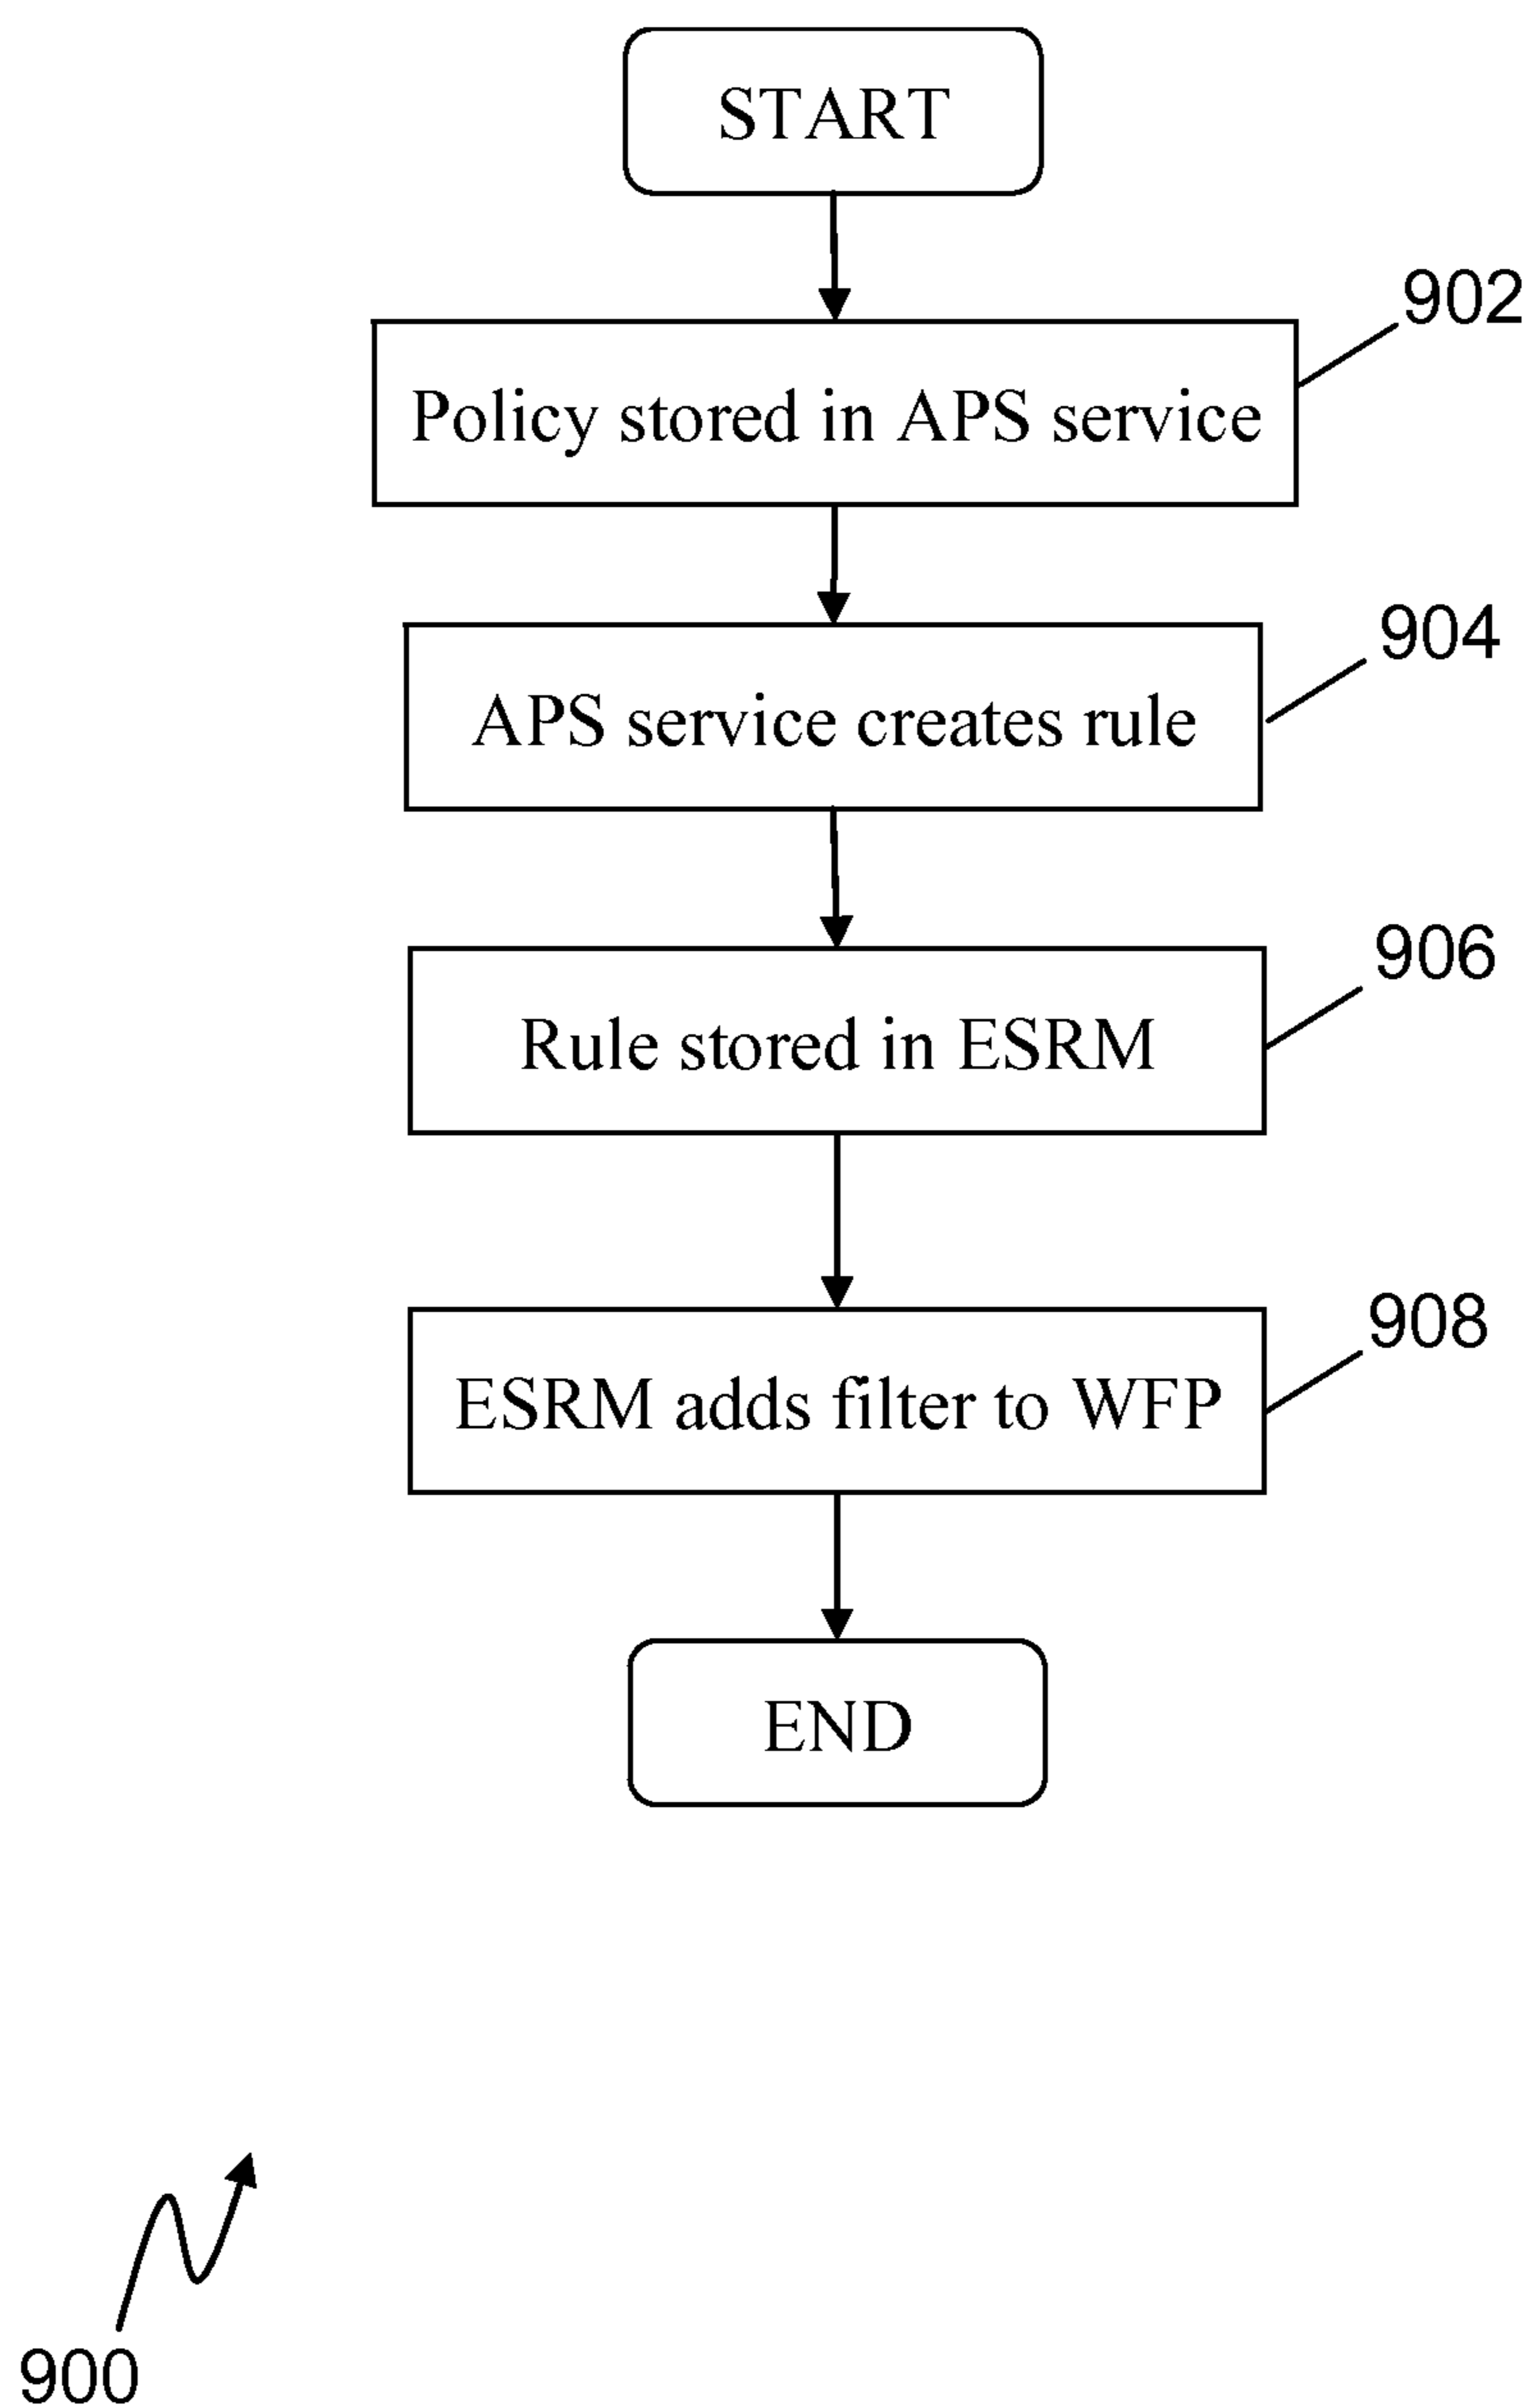 START
902
Policy stored in APS service
904
APS service creates rule
906
Rule stored in ESRM
908
ESRM adds filter to WFP
END
900